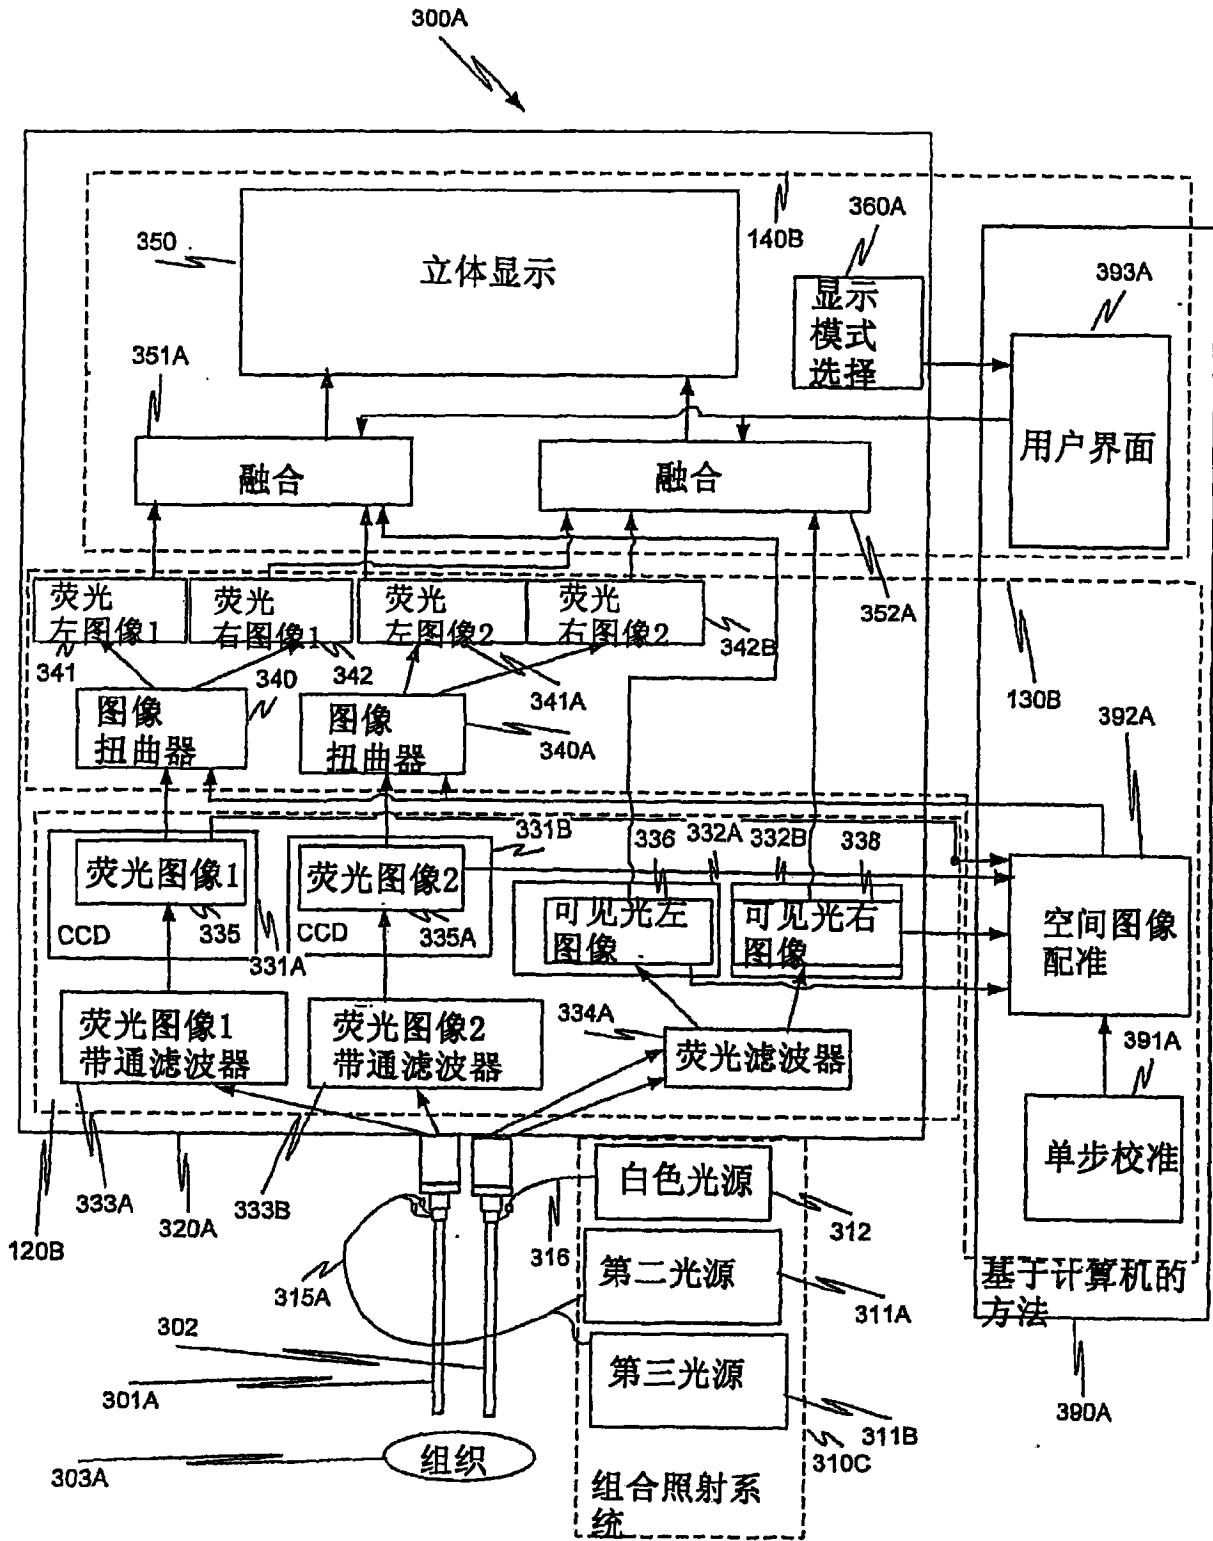 300A
140B
360A
350
立体显示
393A
显示
模式
选择
351A
用户界面
融合
融合
352A
荧光
左图像1
荧光
右图像1
荧光
左图像2
荧光
右图像2
341
340
342
341A
342B
130B
图像
扭曲器
图像
扭曲器
340A
392A
331B
336
332A
332B
338
荧光图像1
荧光图像2
可见光左
图像
可见光右
图像
空间图像
配准
CCD
335
331A
CCD
335A
334A
荧光图像1
带通滤波器
荧光图像2
带通滤波器
荧光滤波器
391A
单步校准
333A
320A
333B
120B
白色光源
316
312
315A
第二光源
311A
基于计算机的
方法
302
301A
第三光源
390A
311B
310C
303A
组织
组合照射系
统